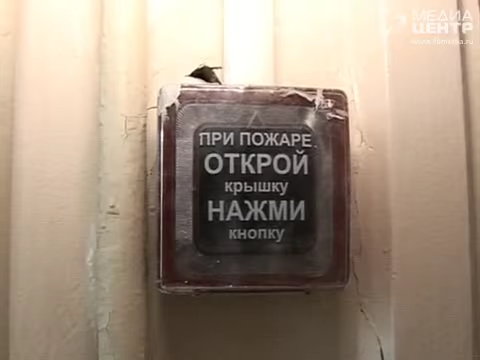 МЕДИА
ЦЕНТР
ПРИ ПОЖАРЕ
ОТКРОЙ
крышку
НАЖМИ
кнопку